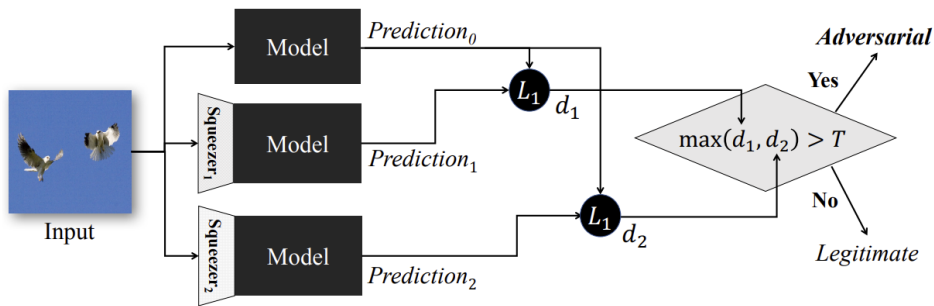 Input
Model
Prediction₀
Squeezer₁
Model
Prediction₁
Squeezer₂
Model
Prediction₂
L₁
d₁
L₁
d₂
max(d₁, d₂) > T
Yes
Adversarial
No
Legitimate